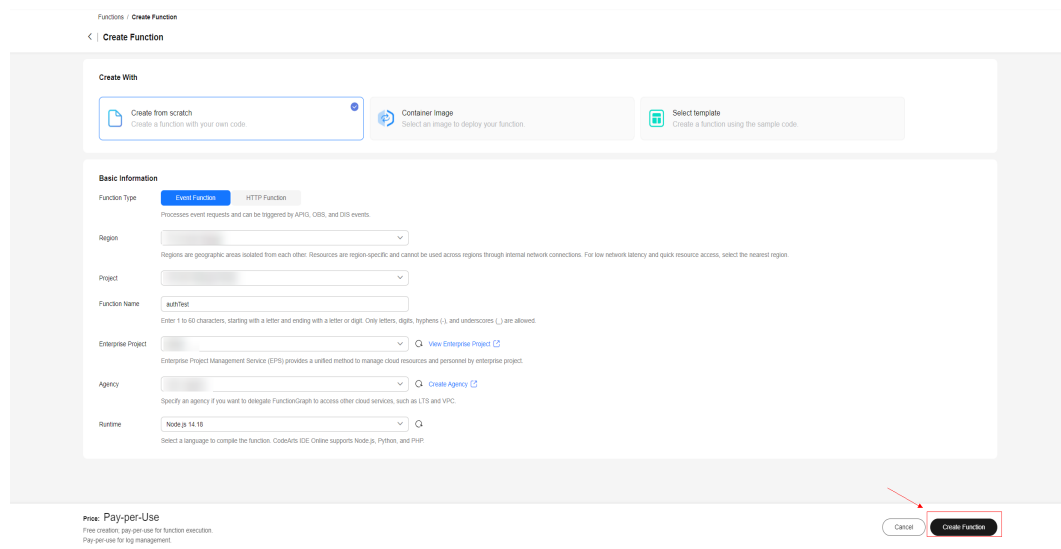 Functions / Create Function
Create Function
Create With
Create from scratch
Create a function with your own code.
Container Image
Select an image to deploy your function.
Select template
Create a function using the sample code.
Basic Information
Function Type
Event Function
HTTP Function
Processes event requests and can be triggered by APIG, OBS, and DIS events.
Region
Regions are geographic areas isolated from each other. Resources are region-specific and cannot be used across regions through internal network connections. For low network latency and quick resource access, select the nearest region.
Project
Function Name
authTest
Enter 1 to 60 characters, starting with a letter and ending with a letter or digit. Only letters, digits, hyphens (-), and underscores (_) are allowed.
Enterprise Project
View Enterprise Project
Enterprise Project Management Service (EPS) provides a unified method to manage cloud resources and personnel by enterprise project.
Agency
Create Agency
Specify an agency if you want to delegate FunctionGraph to access other cloud services, such as LTS and VPC.
Runtime
Node.js 14.18
Select a language to compile the function. CodeArts IDE Online supports Node.js, Python, and PHP.
Price: Pay-per-Use
Free creation; pay-per-use for function execution.
Pay-per-use for log management.
Cancel
Create Function